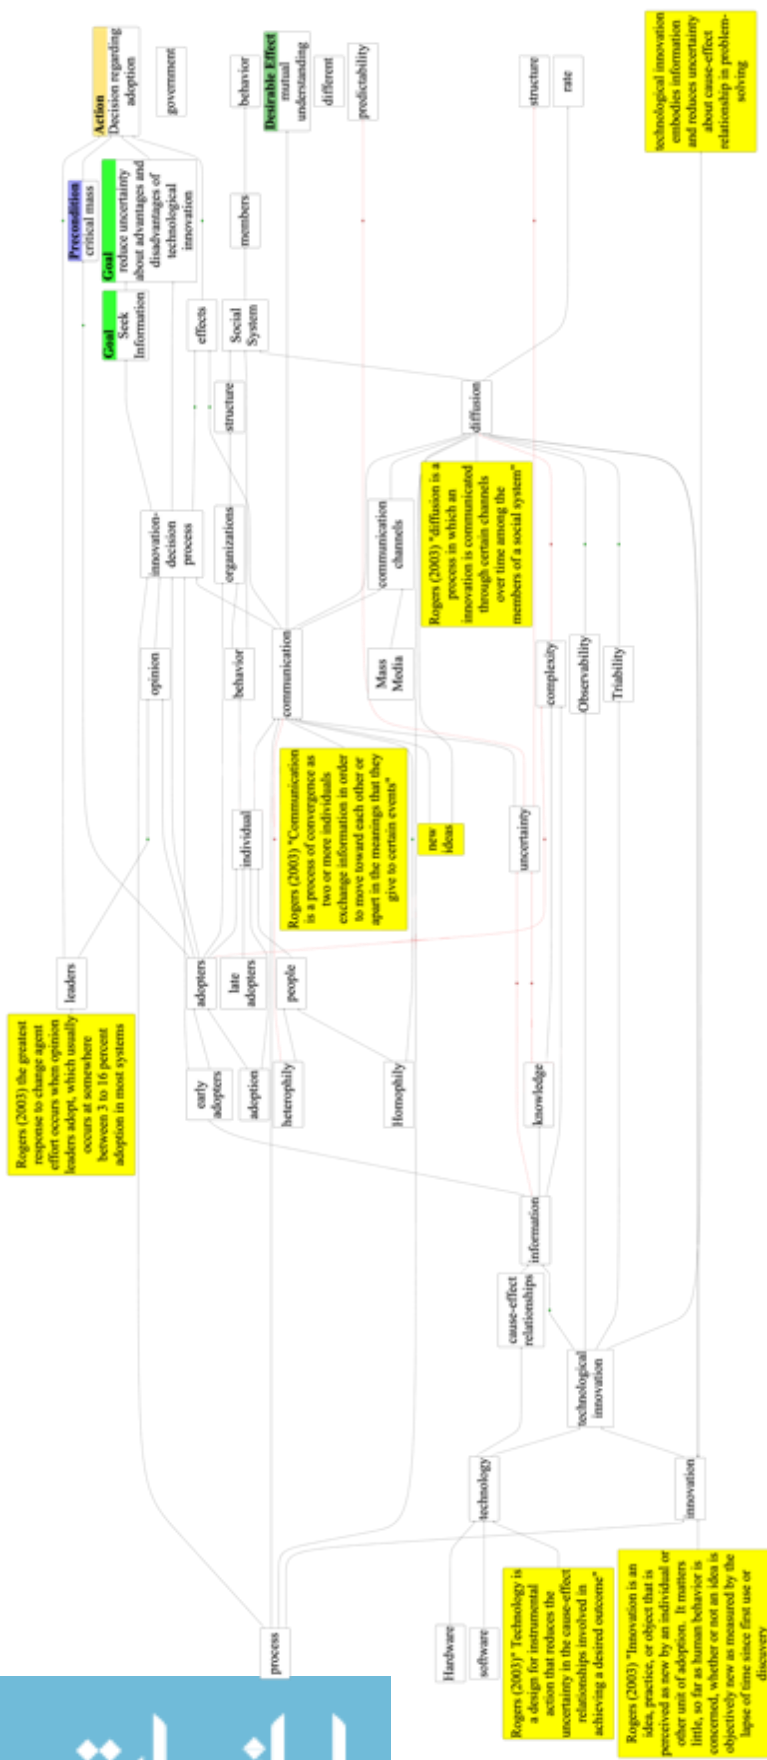 Action
Decision regarding
adoption
government
behavior
Desirable Effect
mutual
understanding
different
predictability
structure
rate
technological innovation
embodies information
and reduces uncertainty
about cause-effect
relationship in problem-
solving
Precondition
critical mass
Goal
reduce uncertainty
about advantages and
disadvantages of
technological
innovation
members
Goal
Seek
Information
effects
Social
System
structure
diffusion
innovation-
decision
process
organizations
communication
channels
Rogers (2003) "diffusion is a
process in which an
innovation is communicated
through certain channels
over time among the
members of a social system"
opinion
behavior
communication
Mass
Media
complexity
Observability
Triability
individual
Rogers (2003) "Communication
is a process of convergence as
two or more individuals
exchange information in order
to move toward each other or
apart in the meanings that they
give to certain events"
new
ideas
uncertainty
leaders
adopters
late
adopters
people
Rogers (2003) the greatest
response to change agent
effort occurs when opinion
leaders adopt, which usually
occurs at somewhere
between 3 to 16 percent
adoption in most systems
early
adopters
adoption
heterophily
Homophily
knowledge
information
cause-effect
relationships
technological
innovation
technology
innovation
process
Hardware
software
Rogers (2003)" Technology is
a design for instrumental
action that reduces the
uncertainty in the cause-effect
relationships involved in
achieving a desired outcome"
Rogers (2003) "Innovation is an
idea, practice, or object that is
perceived as new by an individual or
other unit of adoption. It matters
little, so far as human behavior is
concerned, whether or not an idea is
objectively new as measured by the
lapse of time since first use or
discovery